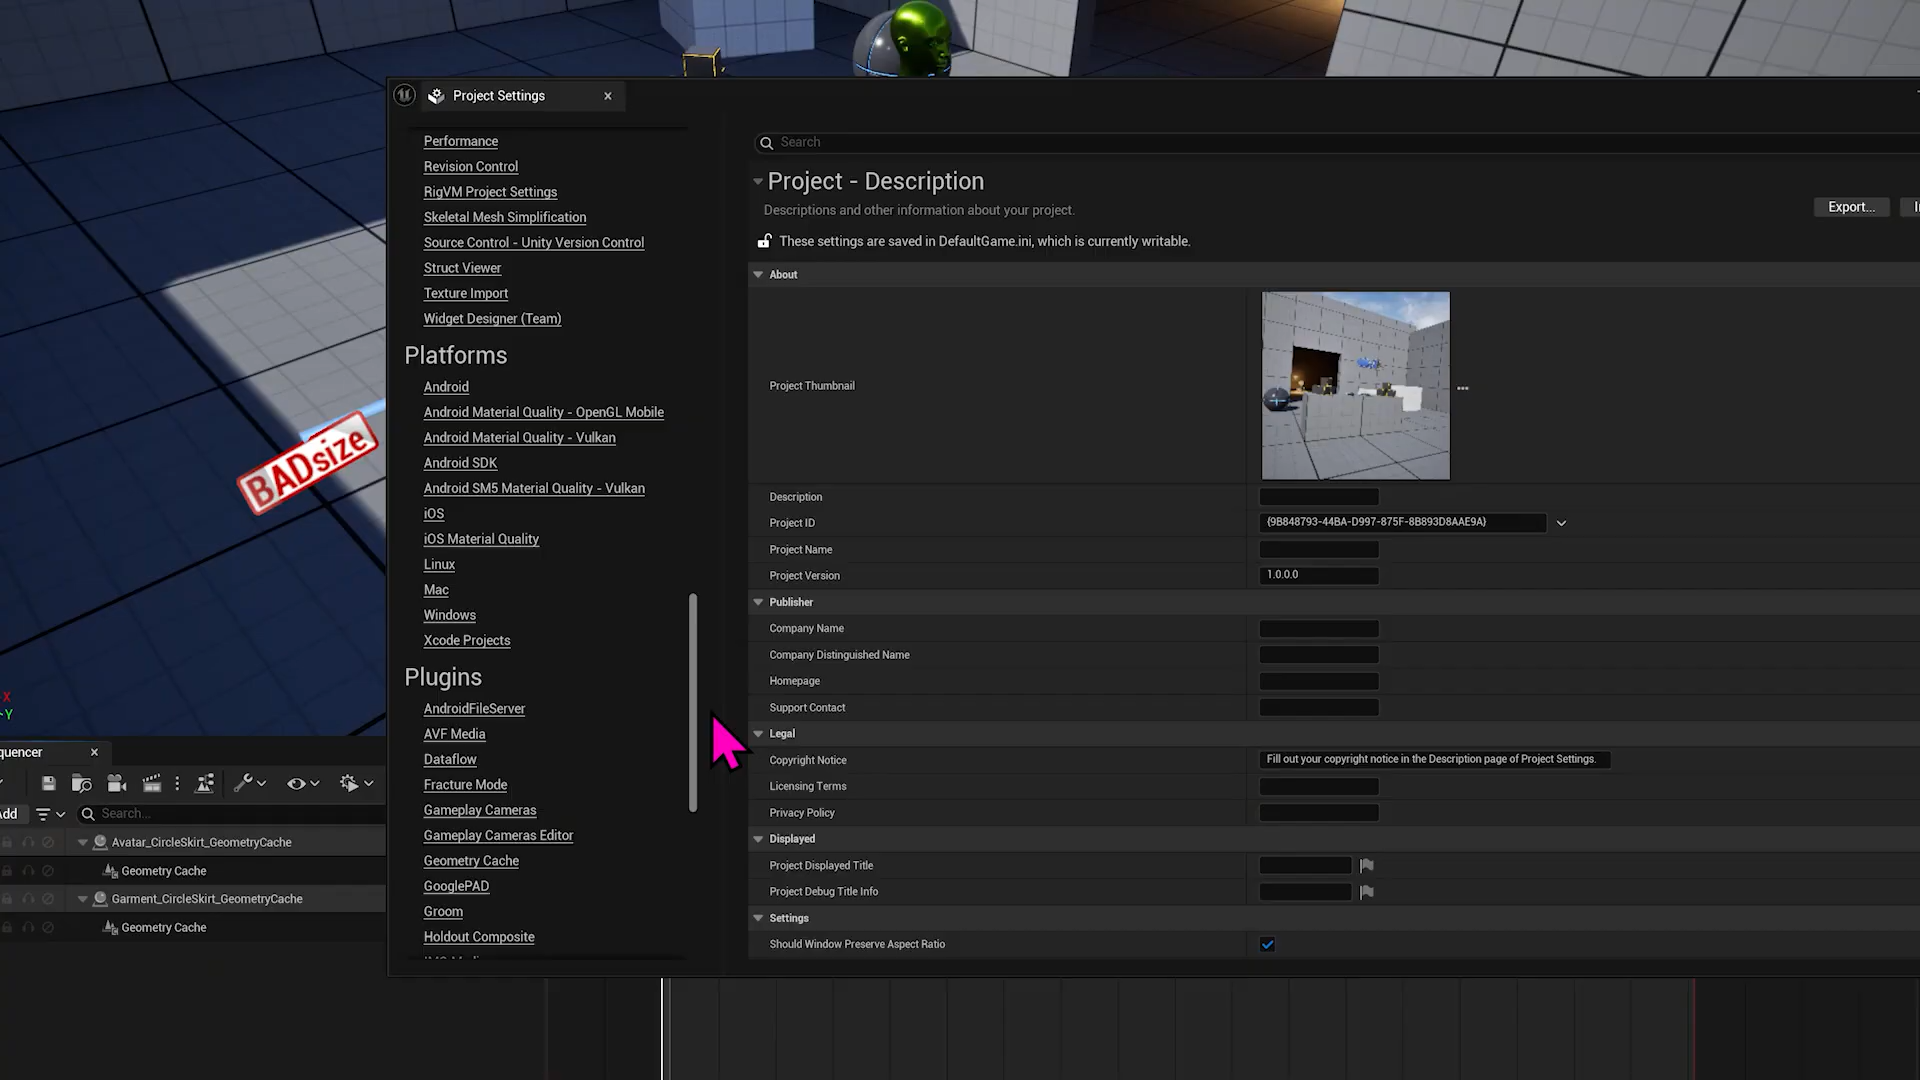 Project Settings
Performance
Revision Control
RigVM Project Settings
Skeletal Mesh Simplification
Source Control - Unity Version Control
Struct Viewer
Texture Import
Widget Designer (Team)
Platforms
Android
Android Material Quality - OpenGL Mobile
Android Material Quality - Vulkan
Android SDK
Android SM5 Material Quality - Vulkan
iOS
iOS Material Quality
Linux
Mac
Windows
Xcode Projects
Plugins
AndroidFileServer
AVF Media
Dataflow
Fracture Mode
Gameplay Cameras
Gameplay Cameras Editor
Geometry Cache
GooglePAD
Groom
Holdout Composite
Search
Project - Description
Descriptions and other information about your project.
Export...
These settings are saved in DefaultGame.ini, which is currently writable.
About
Project Thumbnail
Description
Project ID
{9B848793-44BA-D997-875F-8B893D8AAE9A}
Project Name
Project Version
1.0.0.0
Publisher
Company Name
Company Distinguished Name
Homepage
Support Contact
Legal
Copyright Notice
Fill out your copyright notice in the Description page of Project Settings.
Licensing Terms
Privacy Policy
Displayed
Project Displayed Title
Project Debug Title Info
Settings
Should Window Preserve Aspect Ratio
BADsize
X
Y
quencer
Add
Search...
Avatar_CircleSkirt_GeometryCache
Geometry Cache
Garment_CircleSkirt_GeometryCache
Geometry Cache